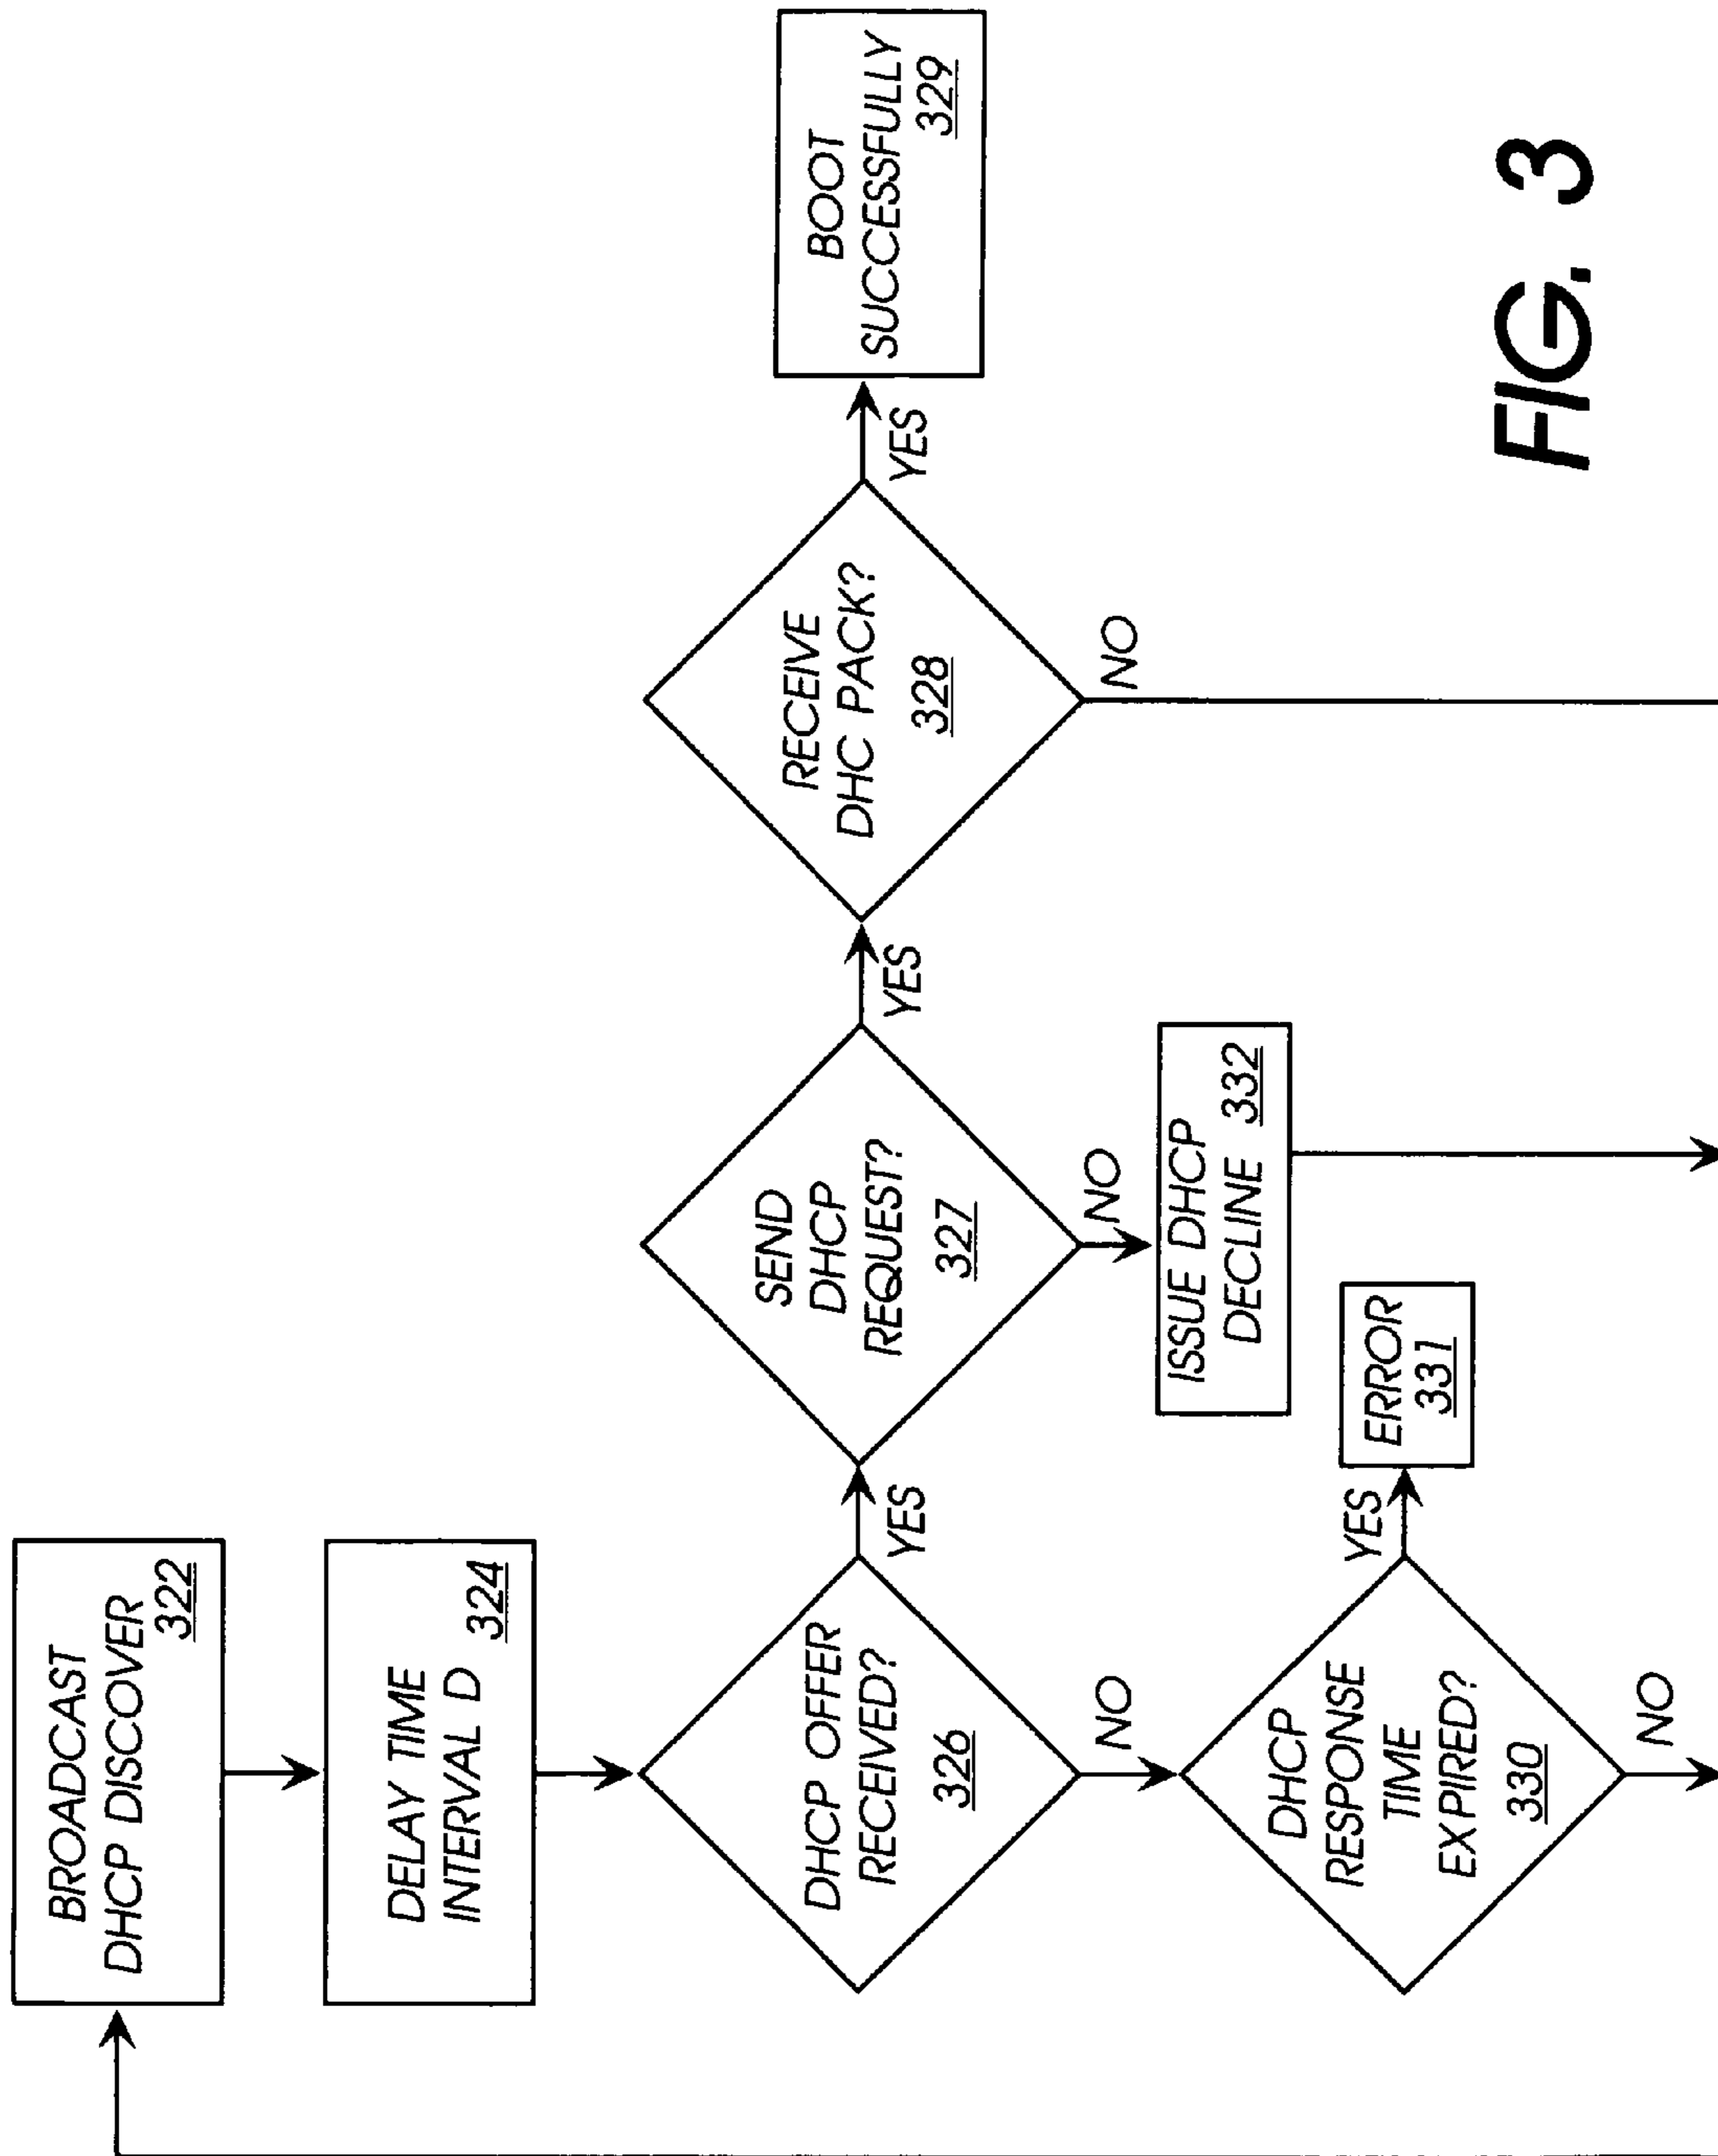 BROADCAST
DHCP DISCOVER
322
DELAY TIME
INTERVAL D 324
DHCP OFFER
RECEIVED?
326
YES
NO
SEND
DHCP
REQUEST?
327
YES
NO
RECEIVE
DHC PACK?
328
YES
NO
BOOT
SUCCESSFULLY
329
ISSUE DHCP
DECLINE 332
DHCP
RESPONSE
TIME
EXPIRED?
330
YES
NO
ERROR
331
FIG. 3